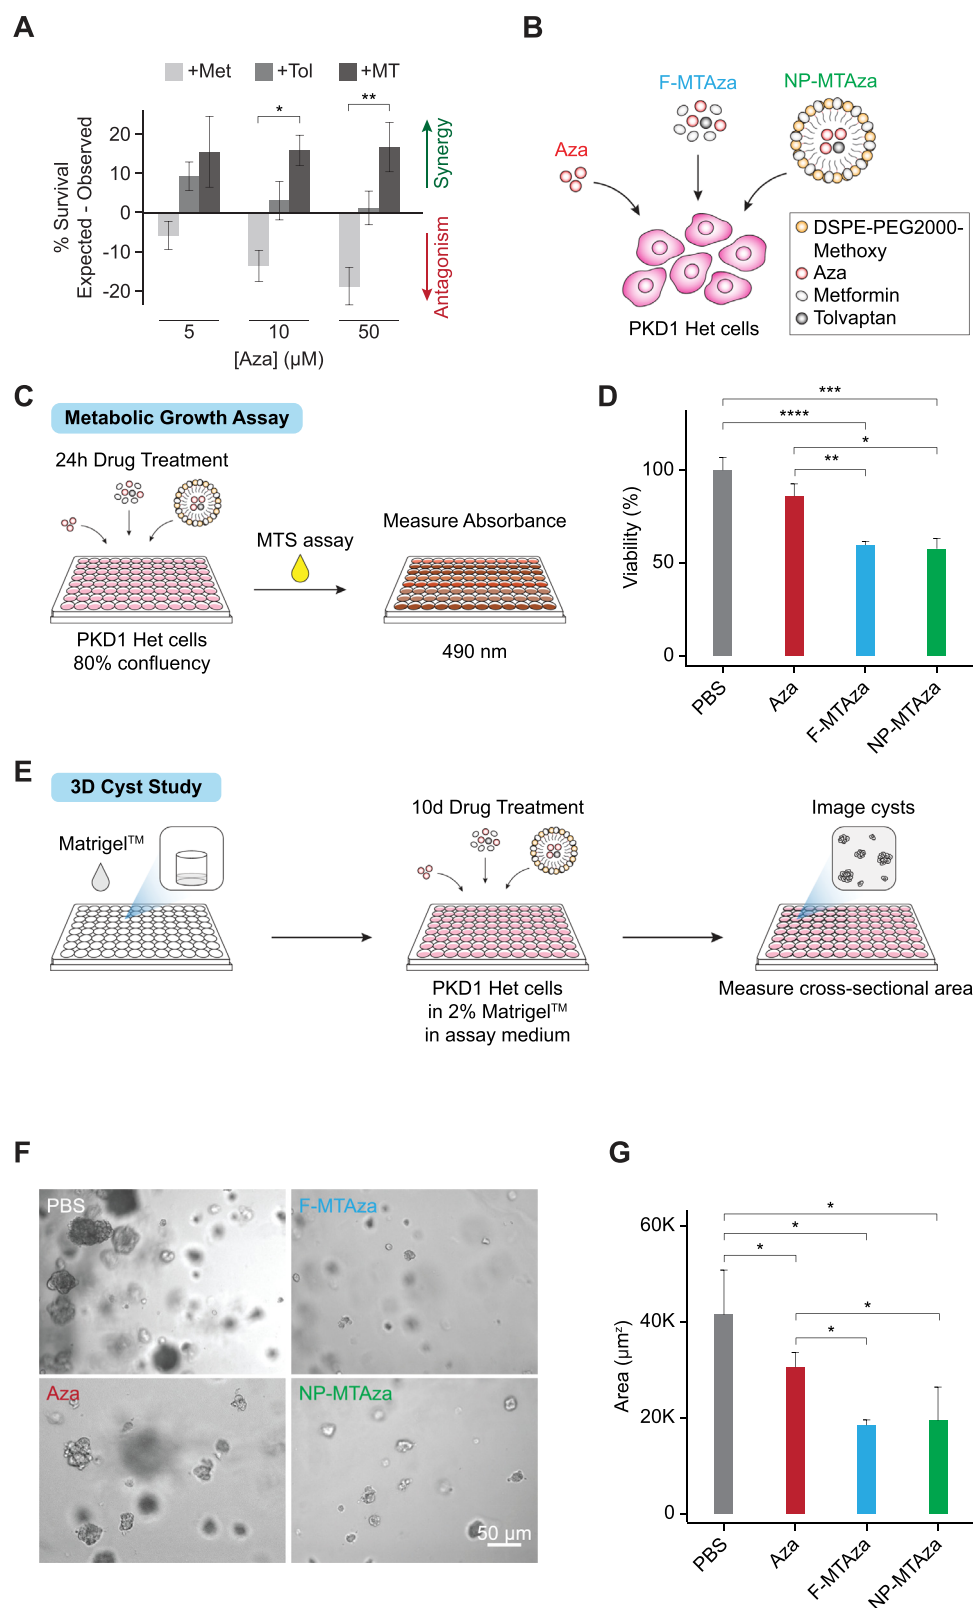 A
+Met +Tol +MT
% Survival
Expected - Observed
20
10
0
-10
-20
* **
Synergy
Antagonism
5 10 50
[Aza] (µM)
B
F-MTAza
NP-MTAza
Aza
PKD1 Het cells
DSPE-PEG2000-
Methoxy
Aza
Metformin
Tolvaptan
C
Metabolic Growth Assay
24h Drug Treatment
MTS assay
Measure Absorbance
PKD1 Het cells
80% confluency
490 nm
D
***
****
*
**
Viability (%)
100
50
0
PBS
Aza
F-MTAza
NP-MTAza
E
3D Cyst Study
Matrigel™
10d Drug Treatment
Image cysts
PKD1 Het cells
in 2% Matrigel™
in assay medium
Measure cross-sectional area
F
PBS
F-MTAza
Aza
NP-MTAza
50 µm
G
*
*
*
*
*
Area (µm²)
60K
40K
20K
0
PBS
Aza
F-MTAza
NP-MTAza